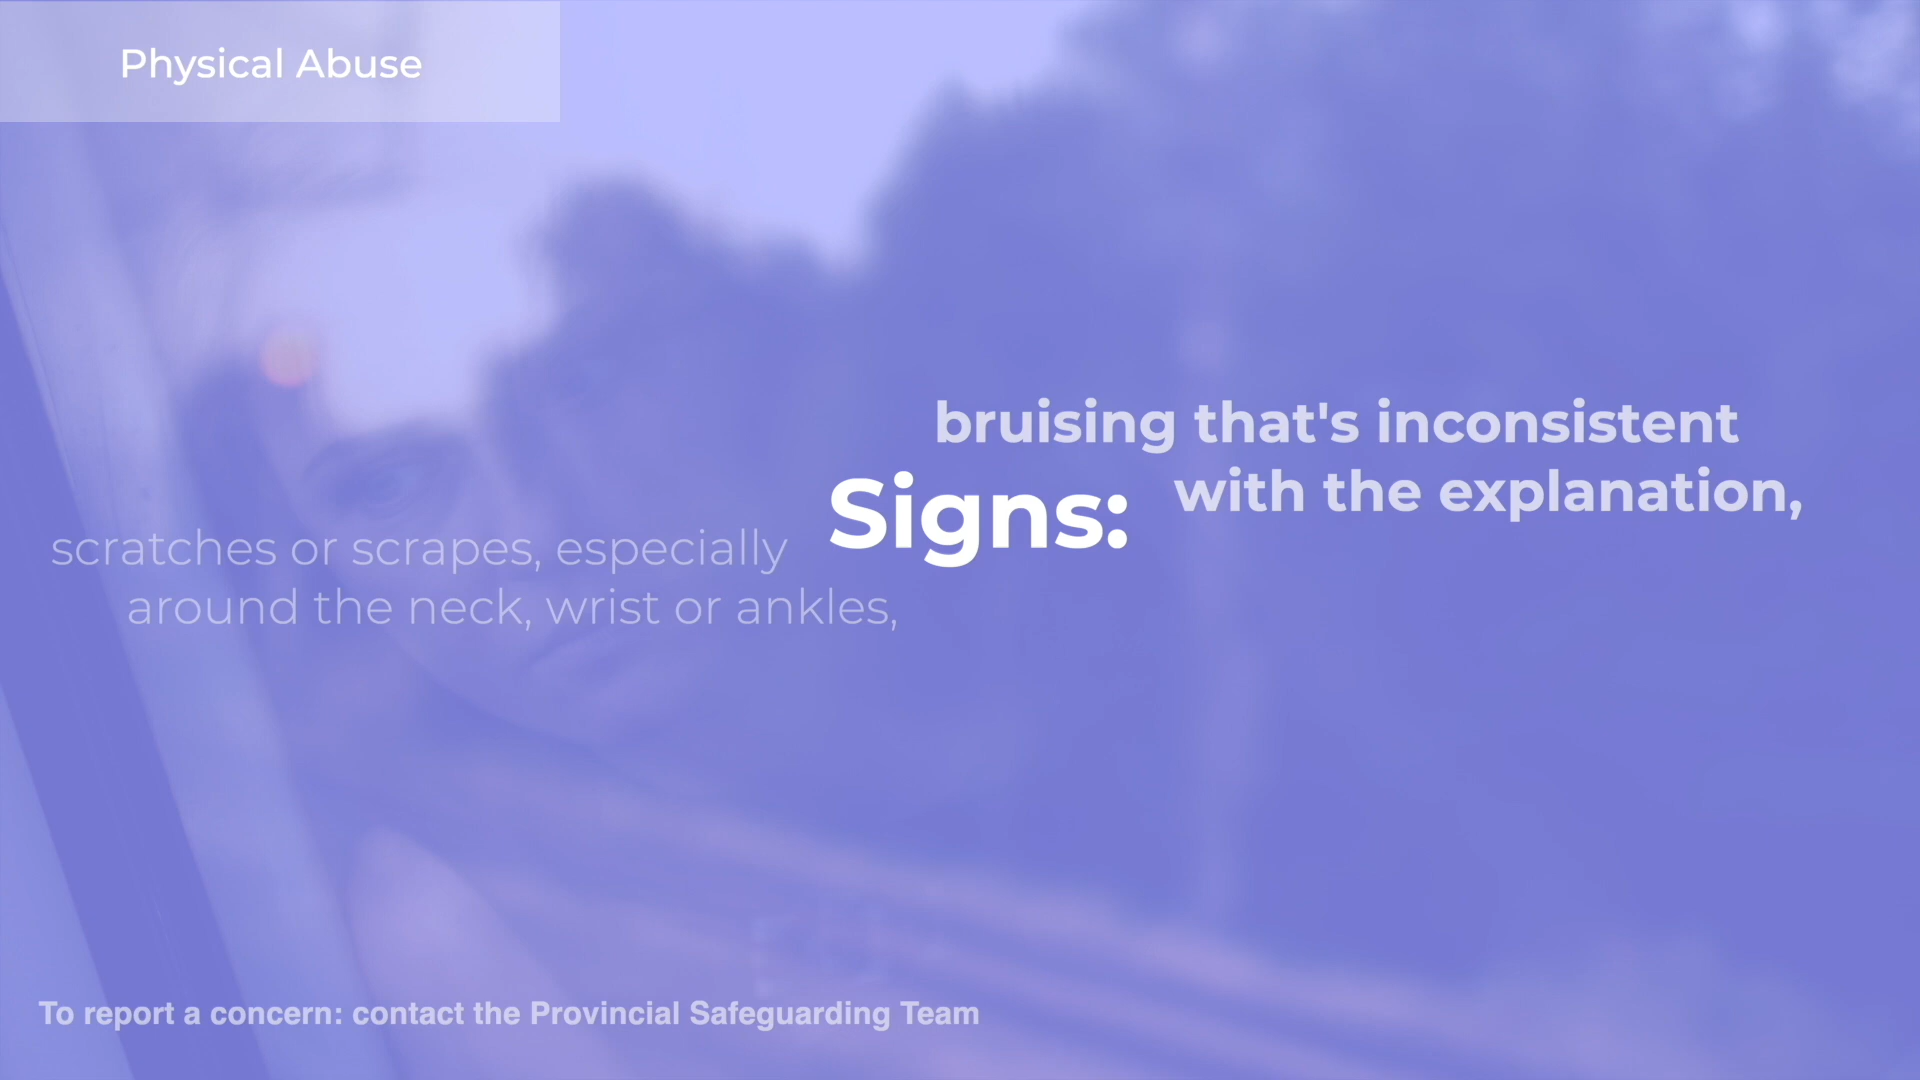 Physical Abuse
bruising that's inconsistent
with the explanation,
Signs:
scratches or scrapes, especially
around the neck, wrist or ankles,
To report a concern: contact the Provincial Safeguarding Team